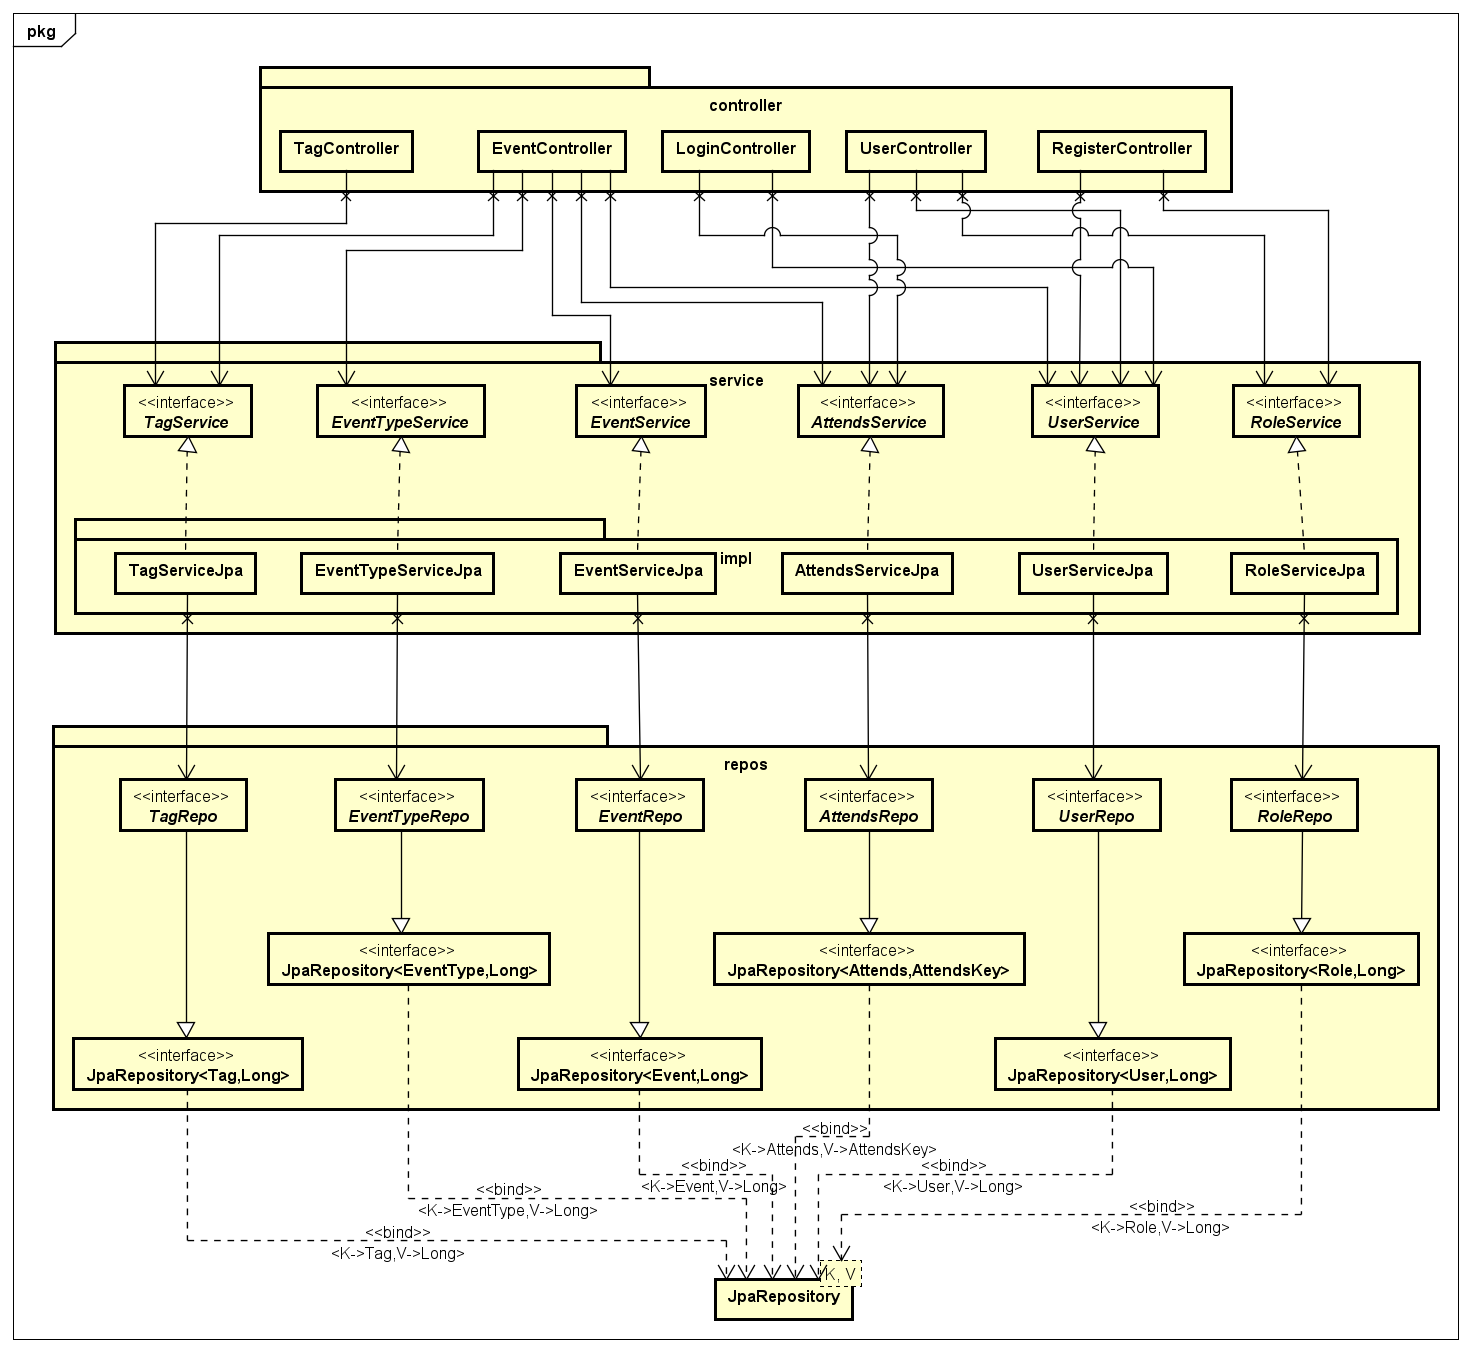 pkg
controller
TagController
EventController
LoginController
UserController
RegisterController
service
<<interface>>
TagService
<<interface>>
EventTypeService
<<interface>>
EventService
<<interface>>
AttendsService
<<interface>>
UserService
<<interface>>
RoleService
impl
TagServiceJpa
EventTypeServiceJpa
EventServiceJpa
AttendsServiceJpa
UserServiceJpa
RoleServiceJpa
repos
<<interface>>
TagRepo
<<interface>>
EventTypeRepo
<<interface>>
EventRepo
<<interface>>
AttendsRepo
<<interface>>
UserRepo
<<interface>>
RoleRepo
<<interface>>
JpaRepository<EventType,Long>
<<interface>>
JpaRepository<Attends,AttendsKey>
<<interface>>
JpaRepository<Role,Long>
<<interface>>
JpaRepository<Tag,Long>
<<interface>>
JpaRepository<Event,Long>
<<interface>>
JpaRepository<User,Long>
<<bind>>
<K->Attends,V->AttendsKey>
<<bind>>
<K->Event,V->Long>
<<bind>>
<K->User,V->Long>
<<bind>>
<K->EventType,V->Long>
<<bind>>
<K->Role,V->Long>
<<bind>>
<K->Tag,V->Long>
K, V
JpaRepository